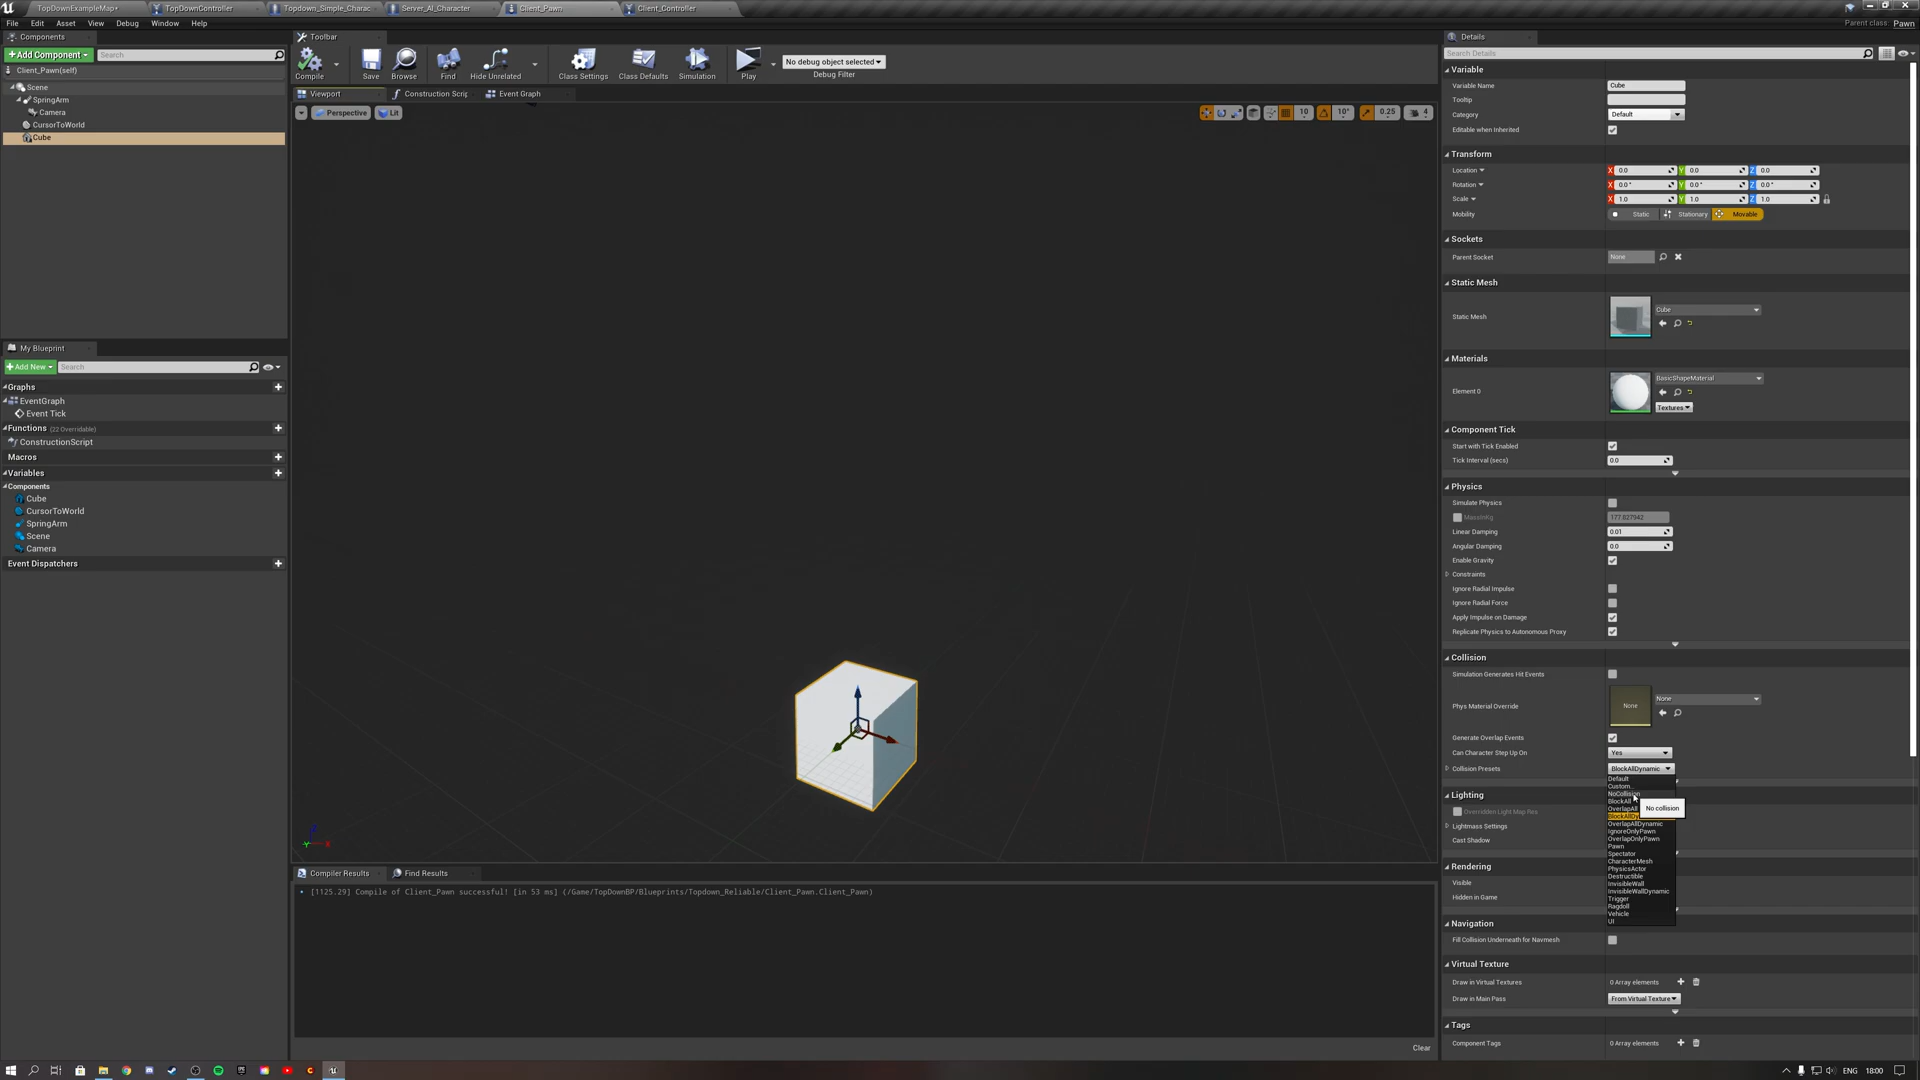 TopDownExampleMap*
TopDownController
Topdown_Simple_Charac
Server_AI_Character
Client_Pawn
Client_Controller
File Edit Asset View Debug Window Help
Parent class: Pawn
Components
+Add Component
Search
Client_Pawn(self)
Scene
SpringArm
Camera
CursorToWorld
Cube
My Blueprint
+Add New
Search
Graphs
EventGraph
Event Tick
Functions (22 Overridable)
ConstructionScript
Macros
Variables
Components
Cube
CursorToWorld
SpringArm
Scene
Camera
Event Dispatchers
Toolbar
Compile
Save
Browse
Find
Hide Unrelated
Class Settings
Class Defaults
Simulation
Play
No debug object selected
Debug Filter
Viewport
Construction Scrip
Event Graph
Perspective
Lit
10
10°
0.25
4
Compiler Results
Find Results
[1125.29] Compile of Client_Pawn successful! [in 53 ms] (/Game/TopDownBP/Blueprints/Topdown_Reliable/Client_Pawn.Client_Pawn)
Clear
Details
Search Details
Variable
Variable Name Cube
Tooltip
Category Default
Editable when Inherited
Transform
Location X 0.0 Y 0.0 Z 0.0
Rotation X 0.0° Y 0.0° Z 0.0°
Scale X 1.0 Y 1.0 Z 1.0
Mobility Static Stationary Movable
Sockets
Parent Socket None
Static Mesh
Static Mesh Cube
Materials
Element 0 BasicShapeMaterial
Textures
Component Tick
Start with Tick Enabled
Tick Interval (secs) 0.0
Physics
Simulate Physics
MassInKg 177.827942
Linear Damping 0.01
Angular Damping 0.0
Enable Gravity
Constraints
Ignore Radial Impulse
Ignore Radial Force
Apply Impulse on Damage
Replicate Physics to Autonomous Proxy
Collision
Simulation Generates Hit Events
Phys Material Override None None
Generate Overlap Events
Can Character Step Up On Yes
Collision Presets BlockAllDynamic
Default
Custom...
NoCollision
BlockAll
OverlapAll
BlockAllDy
OverlapAllDynamic
IgnoreOnlyPawn
OverlapOnlyPawn
Pawn
Spectator
CharacterMesh
PhysicsActor
Destructible
InvisibleWall
InvisibleWallDynamic
Trigger
Ragdoll
Vehicle
UI
No collision
Lighting
Overridden Light Map Res
Lightmass Settings
Cast Shadow
Rendering
Visible
Hidden in Game
Navigation
Fill Collision Underneath for Navmesh
Virtual Texture
Draw in Virtual Textures 0 Array elements
Draw in Main Pass From Virtual Texture
Tags
Component Tags 0 Array elements
ENG 18:00